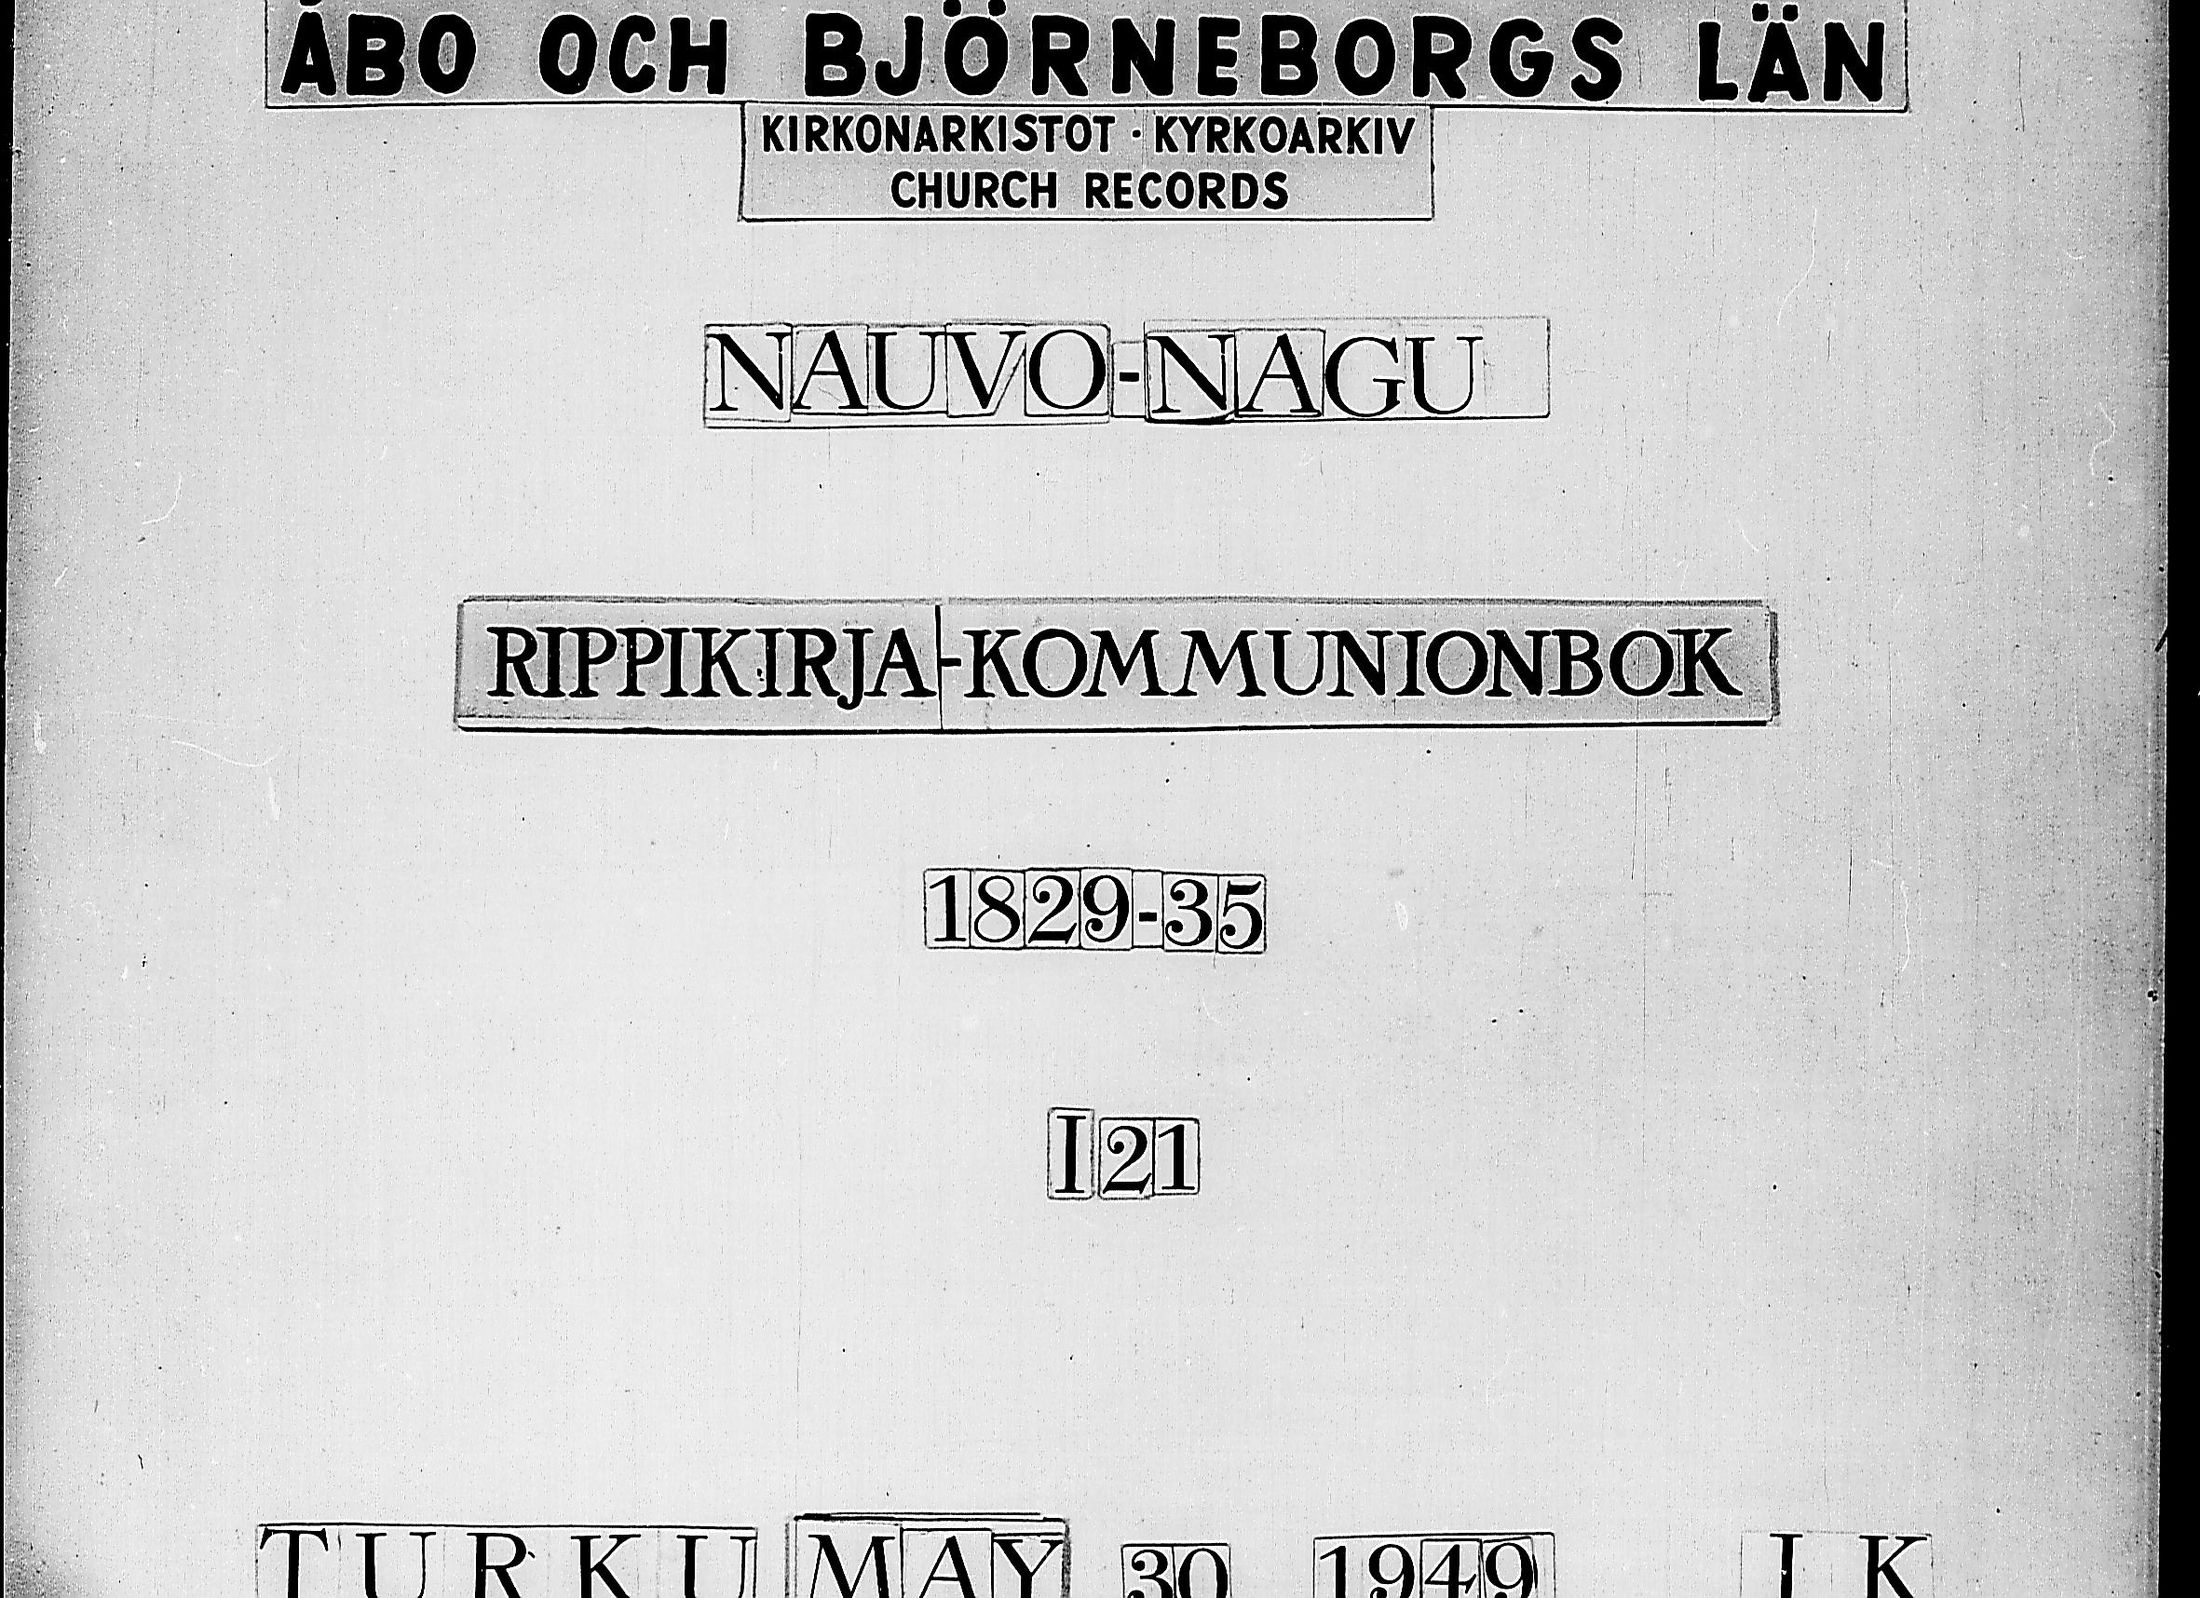 ÅBO OCH BJÖRNEBORGS LÄN
KIRKONARKISTOT · KYRKOARKIV
CHURCH RECORDS
NAUVO-NAGU
RIPPIKIRJA-KOMMUNIONBOK
1829-35
I 21
TURKU MAY 30 1949